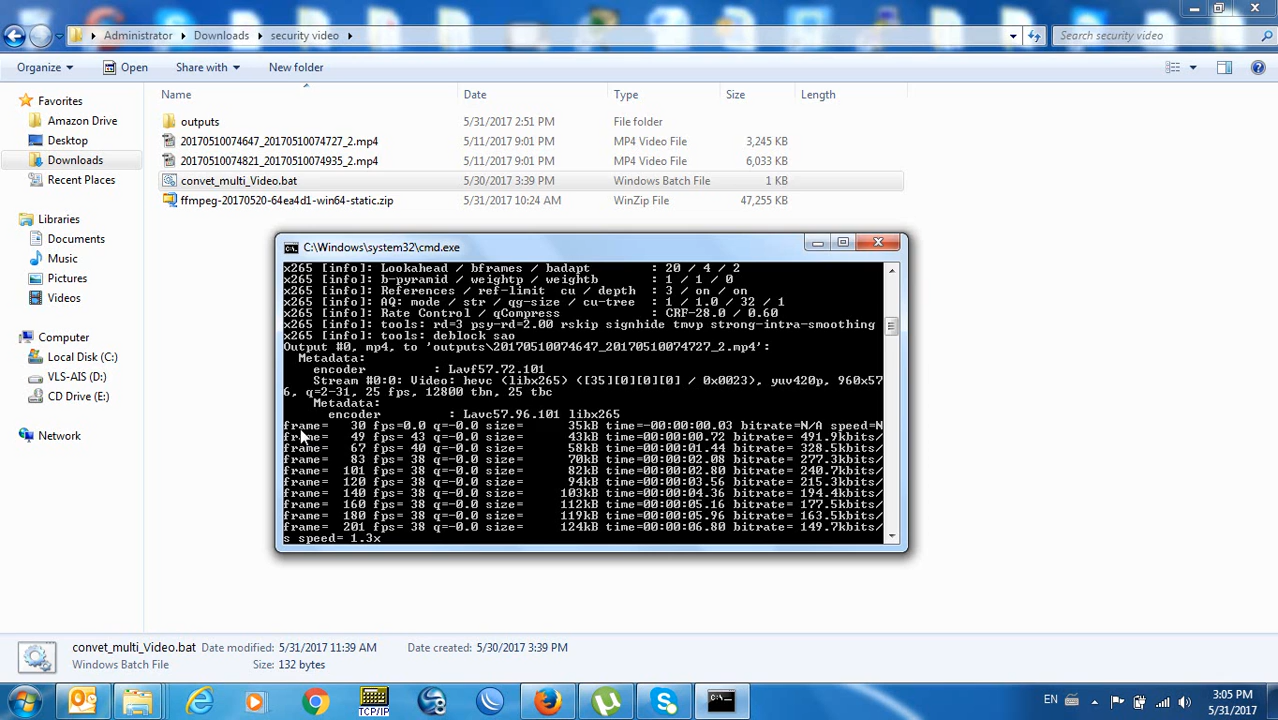 Administrator
Downloads
security video
Search security video
Organize
Open
Share with
New folder
Name
Date
Type
Size
Length
Favorites
Amazon Drive
Desktop
Downloads
Recent Places
Libraries
Documents
Music
Pictures
Videos
Computer
Local Disk (C:)
VLS-AIS (D:)
CD Drive (E:)
Network
outputs 5/31/2017 2:51 PM File folder
20170510074647_20170510074727_2.mp4 5/11/2017 9:01 PM MP4 Video File 3,245 KB
20170510074821_20170510074935_2.mp4 5/11/2017 9:01 PM MP4 Video File 6,033 KB
convet_multi_Video.bat 5/30/2017 3:39 PM Windows Batch File 1 KB
ffmpeg-20170520-64ea4d1-win64-static.zip 5/31/2017 10:24 AM WinZip File 47,255 KB
C:\Windows\system32\cmd.exe
x265 [info]: Lookahead / bframes / badapt : 20 / 4 / 2
x265 [info]: b-pyramid / weightp / weightb : 1 / 1 / 0
x265 [info]: References / ref-limit cu / depth : 3 / on / on
x265 [info]: AQ: mode / str / qg-size / cu-tree : 1 / 1.0 / 32 / 1
x265 [info]: Rate Control / qCompress : CRF-28.0 / 0.60
x265 [info]: tools: rd=3 psy-rd=2.00 rskip signhide tmvp strong-intra-smoothing
x265 [info]: tools: deblock sao
Output #0, mp4, to 'outputs\20170510074647_20170510074727_2.mp4':
Metadata:
encoder : Lavf57.72.101
Stream #0:0: Video: hevc (libx265) ([35][0][0][0] / 0x0023), yuv420p, 960x57
6, q=2-31, 25 fps, 12800 tbn, 25 tbc
Metadata:
encoder : Lavc57.96.101 libx265
frame= 30 fps=0.0 q=-0.0 size= 35kB time=-00:00:00.03 bitrate=N/A speed=N
frame= 49 fps= 43 q=-0.0 size= 43kB time=00:00:00.72 bitrate= 491.9kbits/
frame= 67 fps= 40 q=-0.0 size= 58kB time=00:00:01.44 bitrate= 328.5kbits/
frame= 83 fps= 38 q=-0.0 size= 70kB time=00:00:02.08 bitrate= 277.3kbits/
frame= 101 fps= 38 q=-0.0 size= 82kB time=00:00:02.80 bitrate= 240.7kbits/
frame= 120 fps= 38 q=-0.0 size= 94kB time=00:00:03.56 bitrate= 215.3kbits/
frame= 140 fps= 38 q=-0.0 size= 103kB time=00:00:04.36 bitrate= 194.4kbits/
frame= 160 fps= 38 q=-0.0 size= 112kB time=00:00:05.16 bitrate= 177.5kbits/
frame= 180 fps= 38 q=-0.0 size= 119kB time=00:00:05.96 bitrate= 163.5kbits/
frame= 201 fps= 38 q=-0.0 size= 124kB time=00:00:06.80 bitrate= 149.7kbits/
s speed= 1.3x
convet_multi_Video.bat Date modified: 5/31/2017 11:39 AM Date created: 5/30/2017 3:39 PM
Windows Batch File Size: 132 bytes
TCP/IP
EN
3:05 PM
5/31/2017